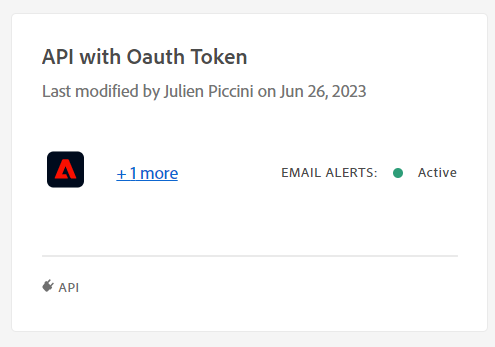 API with Oauth Token
Last modified by Julien Piccini on Jun 26, 2023
+ 1 more
EMAIL ALERTS: Active
API